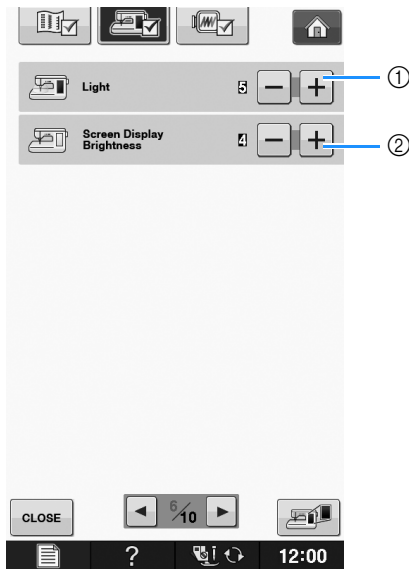 Light 5 − +
①
Screen Display
Brightness 4 − +
②
CLOSE ◄ 6/10 ►
? 12:00